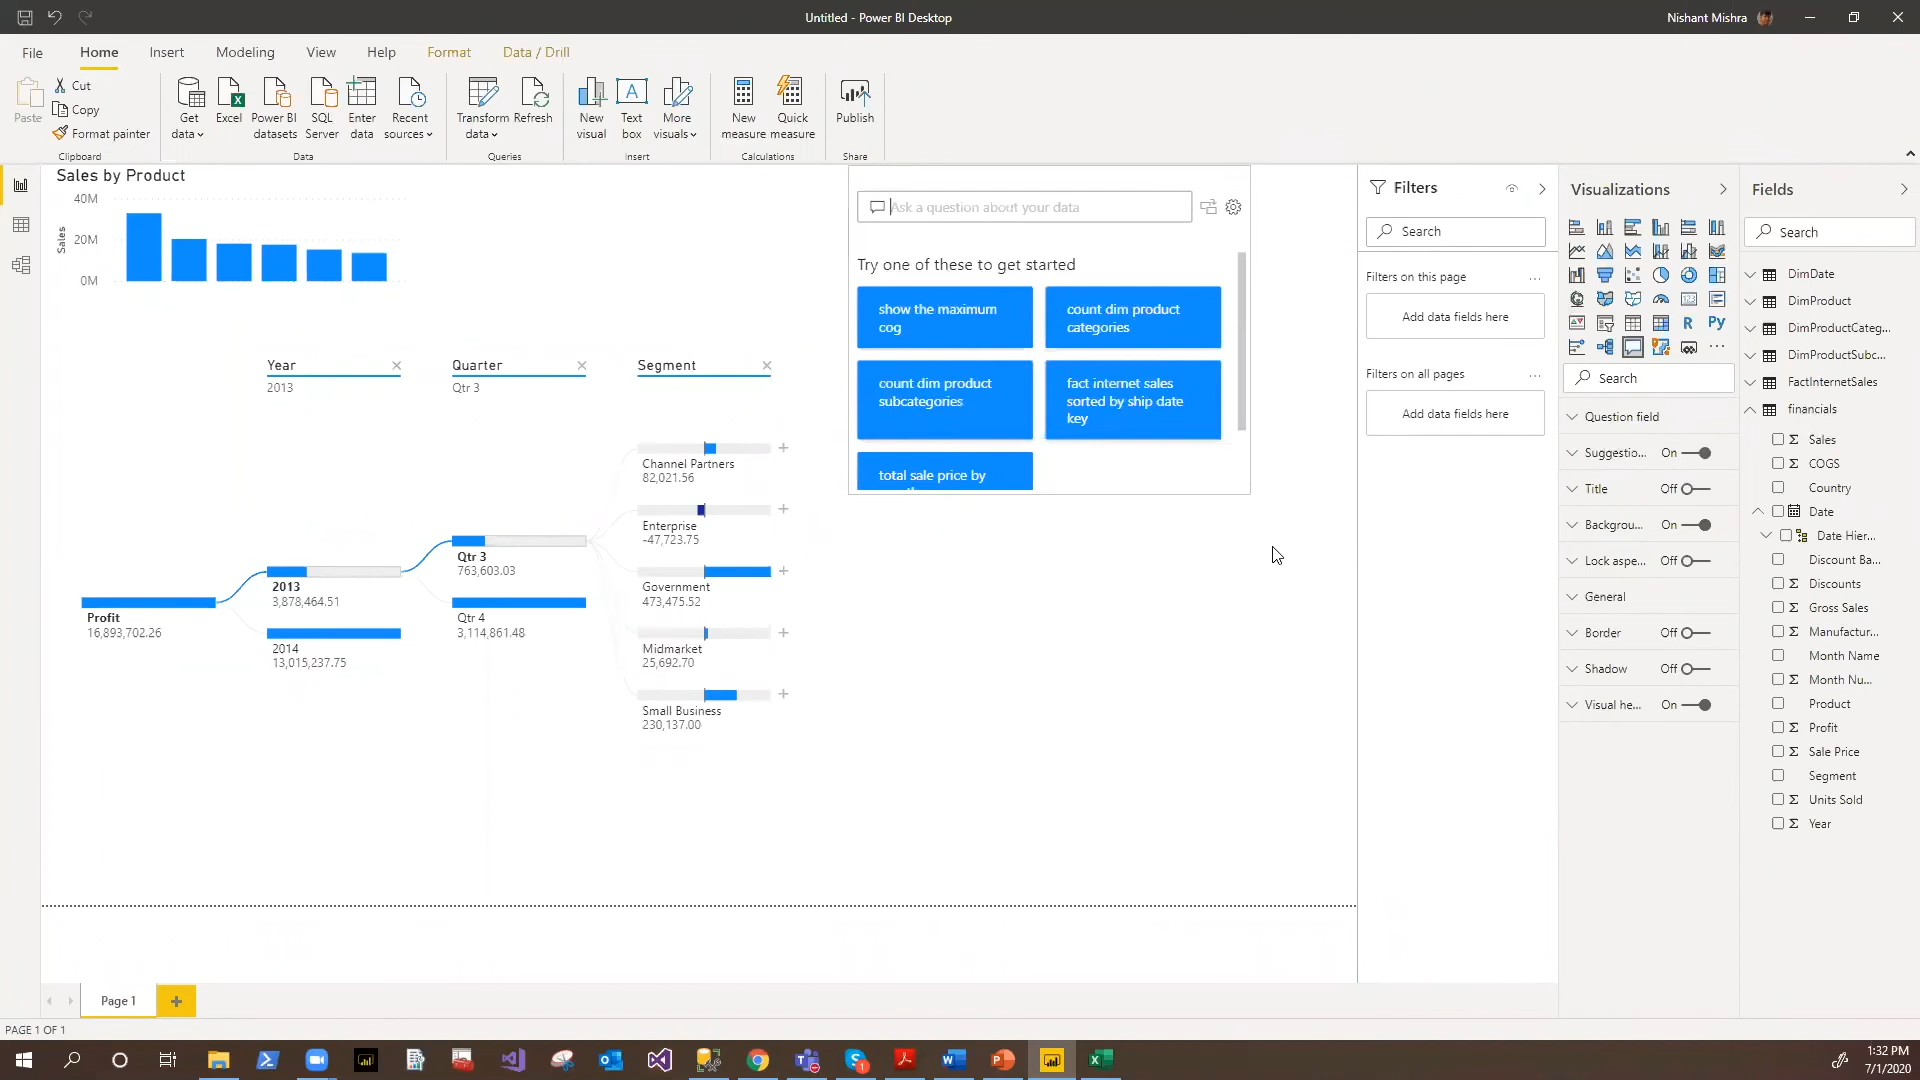 Untitled - Power BI Desktop
Nishant Mishra
File Home Insert Modeling View Help Format Data / Drill
Paste
Cut
Copy
Format painter
Clipboard
Get data
Excel
Power BI datasets
SQL Server
Enter data
Recent sources
Data
Transform data
Refresh
Queries
New visual
Text box
More visuals
Insert
New measure
Quick measure
Calculations
Publish
Share
Sales by Product
Sales
40M
20M
0M
Year
2013
Quarter
Qtr 3
Segment
Profit
16,893,702.26
2013
3,878,464.51
2014
13,015,237.75
Qtr 3
763,603.03
Qtr 4
3,114,861.48
Channel Partners
82,021.56
Enterprise
-47,723.75
Government
473,475.52
Midmarket
25,692.70
Small Business
230,137.00
Ask a question about your data
Try one of these to get started
show the maximum
cog
count dim product
categories
count dim product
subcategories
fact internet sales
sorted by ship date
key
total sale price by
Filters
Search
Filters on this page
Add data fields here
Filters on all pages
Add data fields here
Visualizations
R
Py
Search
Question field
Suggestio... On
Title Off
Backgrou... On
Lock aspe... Off
General
Border Off
Shadow Off
Visual he... On
Fields
Search
DimDate
DimProduct
DimProductCateg...
DimProductSubc...
FactInternetSales
financials
Sales
COGS
Country
Date
Date Hier...
Discount Ba...
Discounts
Gross Sales
Manufactur...
Month Name
Month Nu...
Product
Profit
Sale Price
Segment
Units Sold
Year
Page 1
PAGE 1 OF 1
1:32 PM
7/1/2020